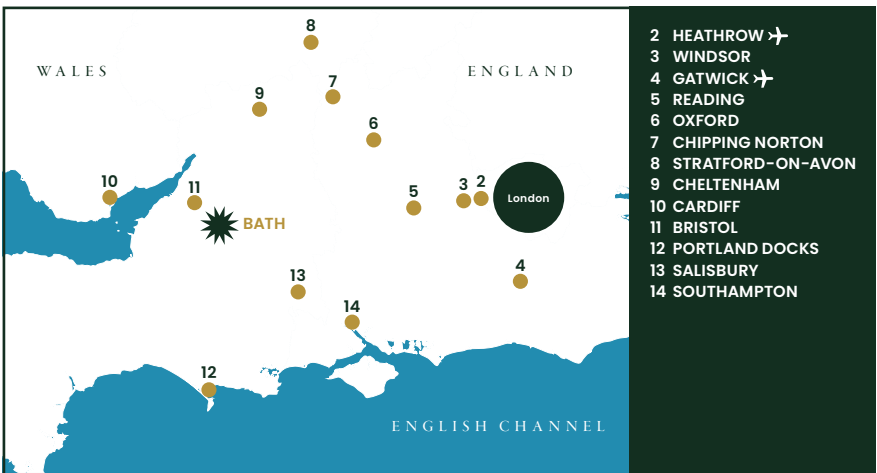 8
WALES
ENGLAND
7
9
6
10
11
5
3
2
London
BATH
4
13
14
12
ENGLISH CHANNEL
2 HEATHROW
3 WINDSOR
4 GATWICK
5 READING
6 OXFORD
7 CHIPPING NORTON
8 STRATFORD-ON-AVON
9 CHELTENHAM
10 CARDIFF
11 BRISTOL
12 PORTLAND DOCKS
13 SALISBURY
14 SOUTHAMPTON